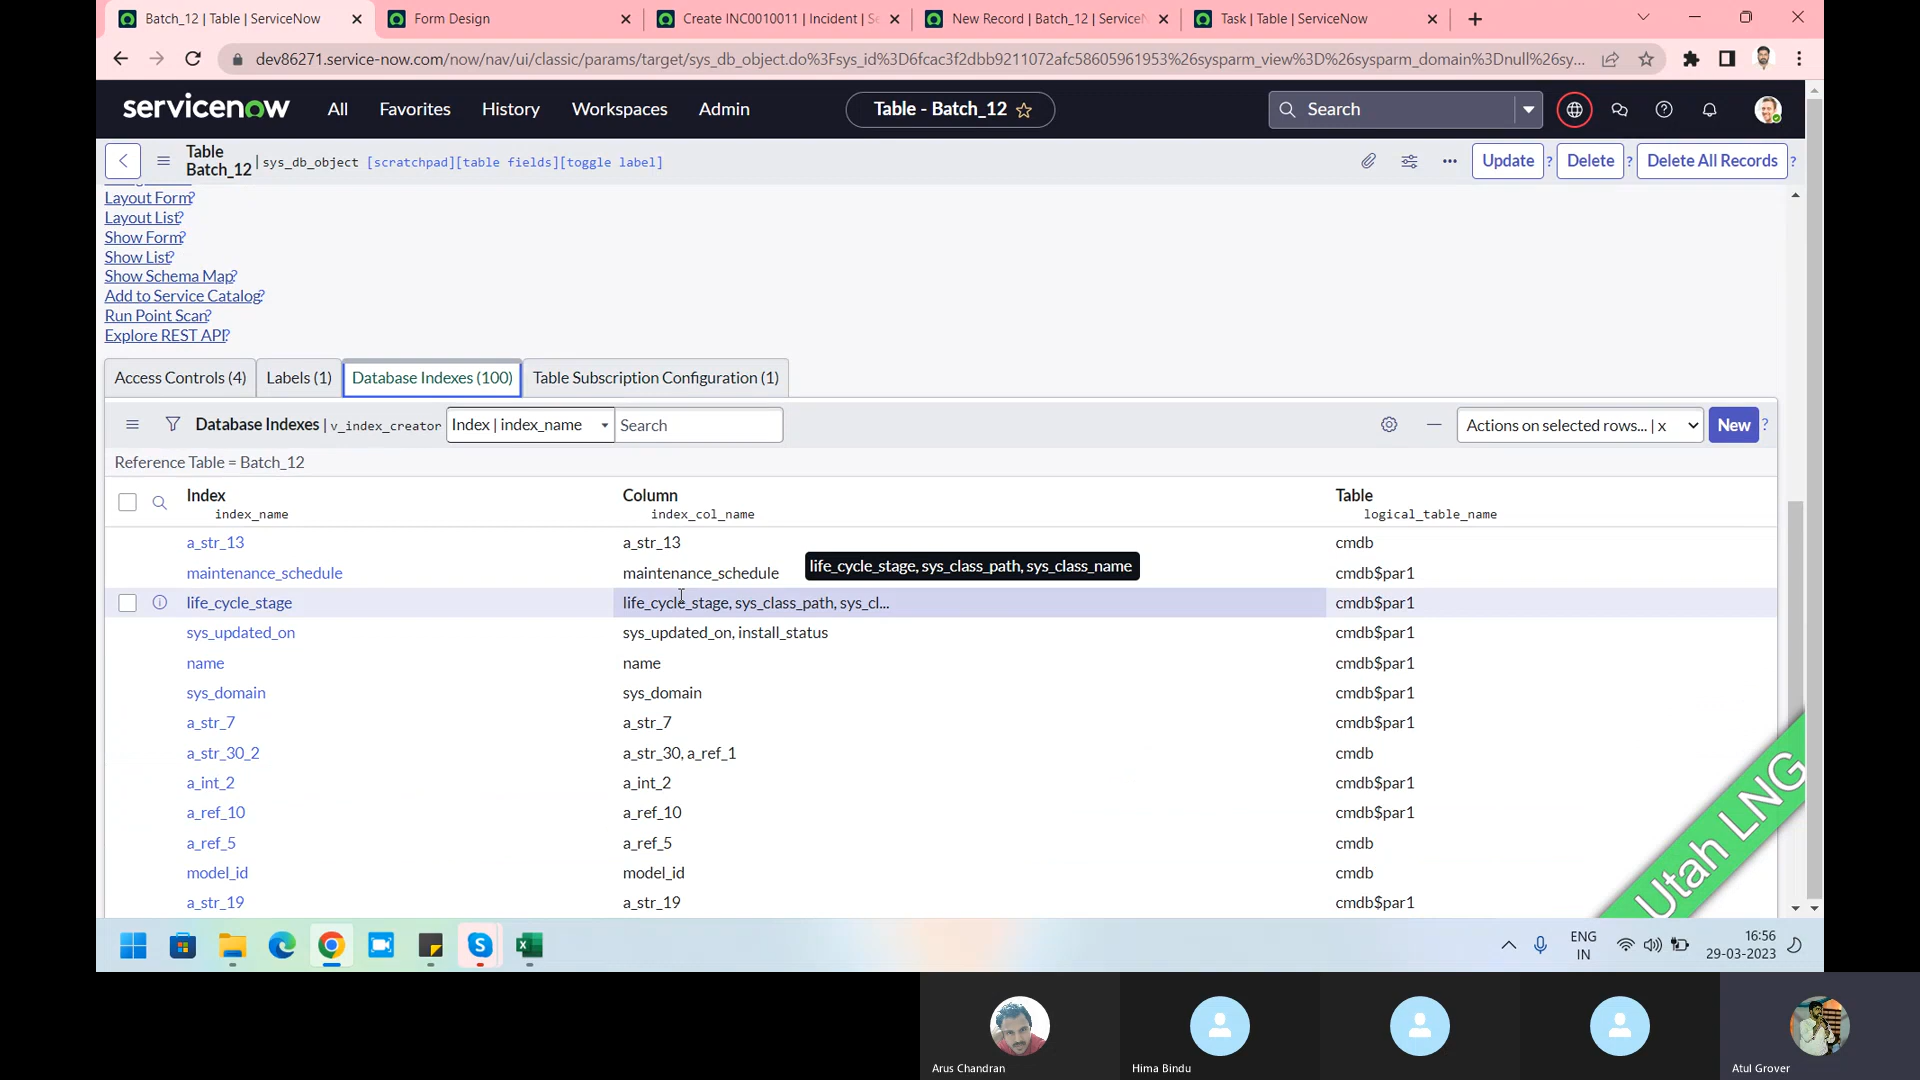 Batch_12 | Table | ServiceNow
Form Design
Create INC0010011 | Incident | Se
New Record | Batch_12 | ServiceN
Task | Table | ServiceNow
dev86271.service-now.com/now/nav/ui/classic/params/target/sys_db_object.do%3Fsys_id%3D6fcac3f2dbb9211072afc58605961953%26sysparm_view%3D%26sysparm_domain%3Dnull%26sy...
servicenow
All
Favorites
History
Workspaces
Admin
Table - Batch_12
Search
Table
Batch_12
sys_db_object [scratchpad][table fields][toggle label]
Update
?
Delete
?
Delete All Records
?
Layout Form?
Layout List?
Show Form?
Show List?
Show Schema Map?
Add to Service Catalog?
Run Point Scan?
Explore REST API?
Access Controls (4)
Labels (1)
Database Indexes (100)
Table Subscription Configuration (1)
Database Indexes | v_index_creator
Index | index_name
Search
Actions on selected rows... | x
New
?
Reference Table = Batch_12
Index
Column
Table
index_name
index_col_name
logical_table_name
a_str_13
a_str_13
cmdb
life_cycle_stage, sys_class_path, sys_class_name
maintenance_schedule
maintenance_schedule
cmdb$par1
life_cycle_stage
life_cycle_stage, sys_class_path, sys_cl...
cmdb$par1
sys_updated_on
sys_updated_on, install_status
cmdb$par1
name
name
cmdb$par1
sys_domain
sys_domain
cmdb$par1
a_str_7
a_str_7
cmdb$par1
a_str_30_2
a_str_30, a_ref_1
cmdb
a_int_2
a_int_2
cmdb$par1
a_ref_10
a_ref_10
cmdb$par1
a_ref_5
a_ref_5
cmdb
model_id
model_id
cmdb
a_str_19
a_str_19
cmdb$par1
Utah LNG
ENG
IN
16:56
29-03-2023
Arus Chandran
Hima Bindu
Atul Grover